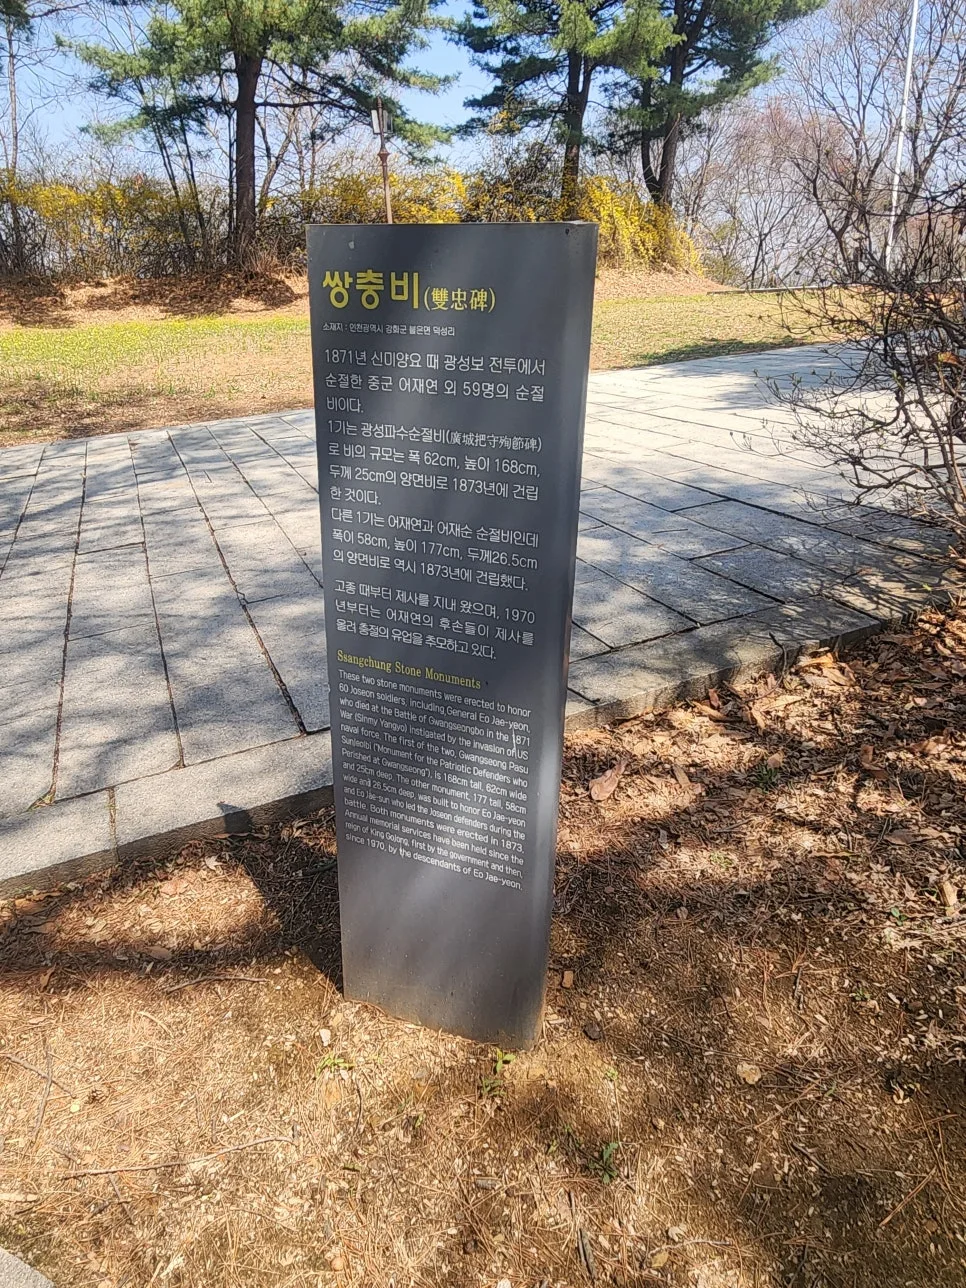 쌍충비(雙忠碑)
소재지 : 인천광역시 강화군 불은면 덕성리
1871년 신미양요 때 광성보 전투에서
순절한 중군 어재연 외 59명의 순절
비이다.
1기는 광성파수순절비(廣城把守殉節碑)
로 비의 규모는 폭 62cm, 높이 168cm,
두께 25cm의 양면비로 1873년에 건립
한 것이다.
다른 1기는 어재연과 어재순 순절비인데
폭이 58cm, 높이 177cm, 두께26.5cm
의 양면비로 역시 1873년에 건립했다.
고종 때부터 제사를 지내 왔으며, 1970
년부터는 어재연의 후손들이 제사를
올려 충절의 유업을 추모하고 있다.
Ssangchung Stone Monuments
These two stone monuments were erected to honor
60 Joseon soldiers, including General Eo Jae-yeon,
who died at the Battle of Gwangseongbo in the 1871
War (Sinmy Yangyo) instigated by the invasion of US
naval force. The first of the two, Gwangseong Pasu
Sunjeolbi ("Monument for the Patriotic Defenders who
Perished at Gwangseong"), is 168cm tall, 62cm wide
and 25cm deep. The other monument, 177 tall, 58cm
wide and 26.5cm deep, was built to honor Eo Jae-yeon
and Eo Jae-sun who led the Joseon defenders during the
battle. Both monuments were erected in 1873.
Annual memorial services have been held since the
reign of King Gojong, first by the government and then,
since 1970, by the descendants of Eo Jae-yeon.